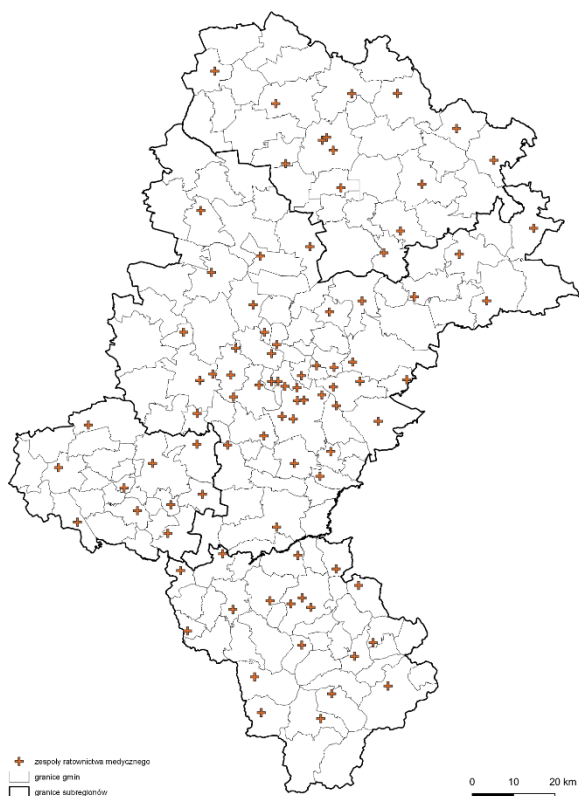 zespoły ratownictwa medycznego
granice gmin
granice subregionów
0 10 20 km